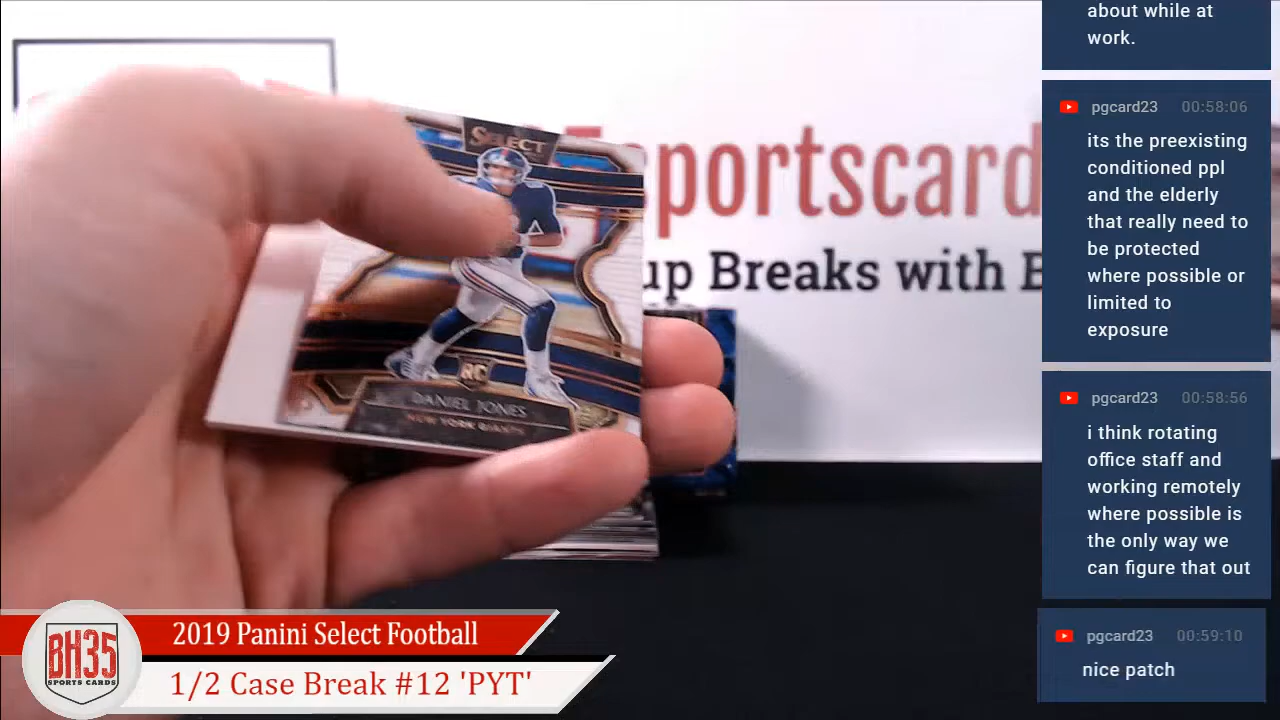 SELECT
RC
DANIEL JONES
NEW YORK GIANTS
portscard
up Breaks with B
about while at
work.
pgcard23 00:58:06
its the preexisting
conditioned ppl
and the elderly
that really need to
be protected
where possible or
limited to
exposure
pgcard23 00:58:56
i think rotating
office staff and
working remotely
where possible is
the only way we
can figure that out
pgcard23 00:59:10
nice patch
BH35
SPORTS CARDS
2019 Panini Select Football
1/2 Case Break #12 'PYT'